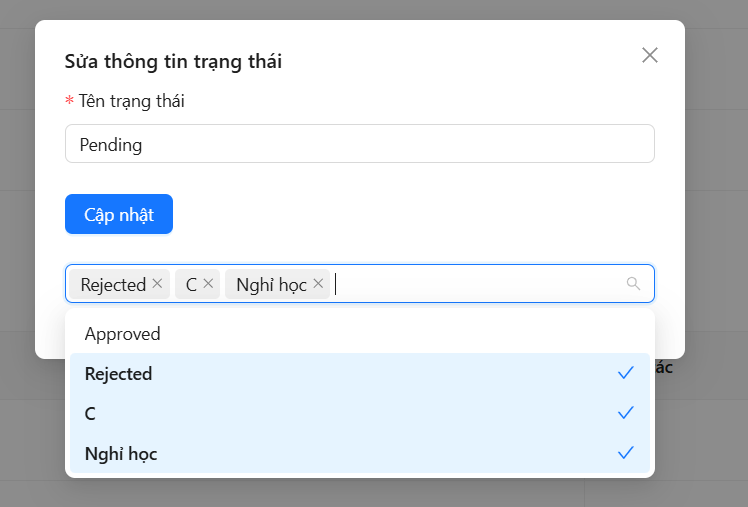 Sửa thông tin trạng thái
* Tên trạng thái
Pending
Cập nhật
Rejected C Nghỉ học
Approved
Rejected
ác
C
Nghỉ học